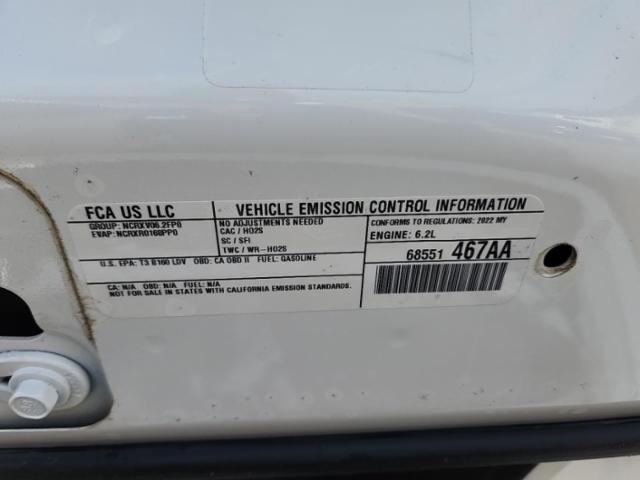 FCA US LLC
VEHICLE EMISSION CONTROL INFORMATION
GROUP: NCRXV06.2FP0
EVAP: NCRXR0168PP0
NO ADJUSTMENTS NEEDED
CAC / HO2S
SC / SFI
TWC / WR-HO2S
CONFORMS TO REGULATIONS: 2022 MY
ENGINE: 6.2L
68551 467AA
U.S. EPA: T3 B160 LDV OBD: CA OBD II FUEL: GASOLINE
CA: N/A OBD: N/A FUEL: N/A
NOT FOR SALE IN STATES WITH CALIFORNIA EMISSION STANDARDS.